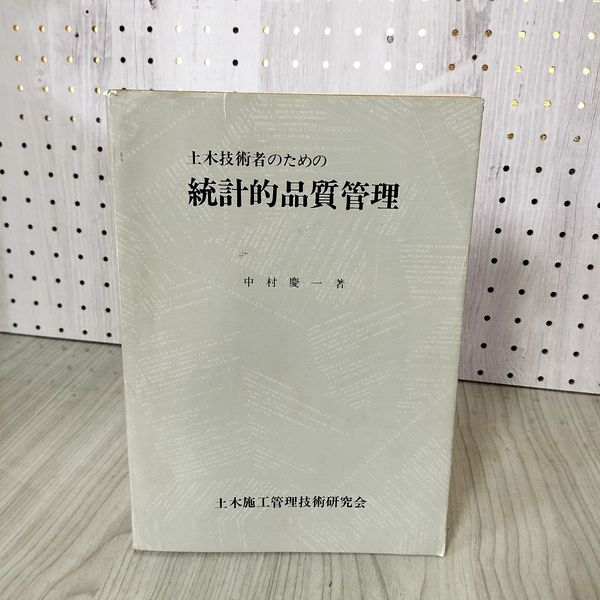 土木技術者のための
統計的品質管理
中村慶一著
土木施工管理技術研究会